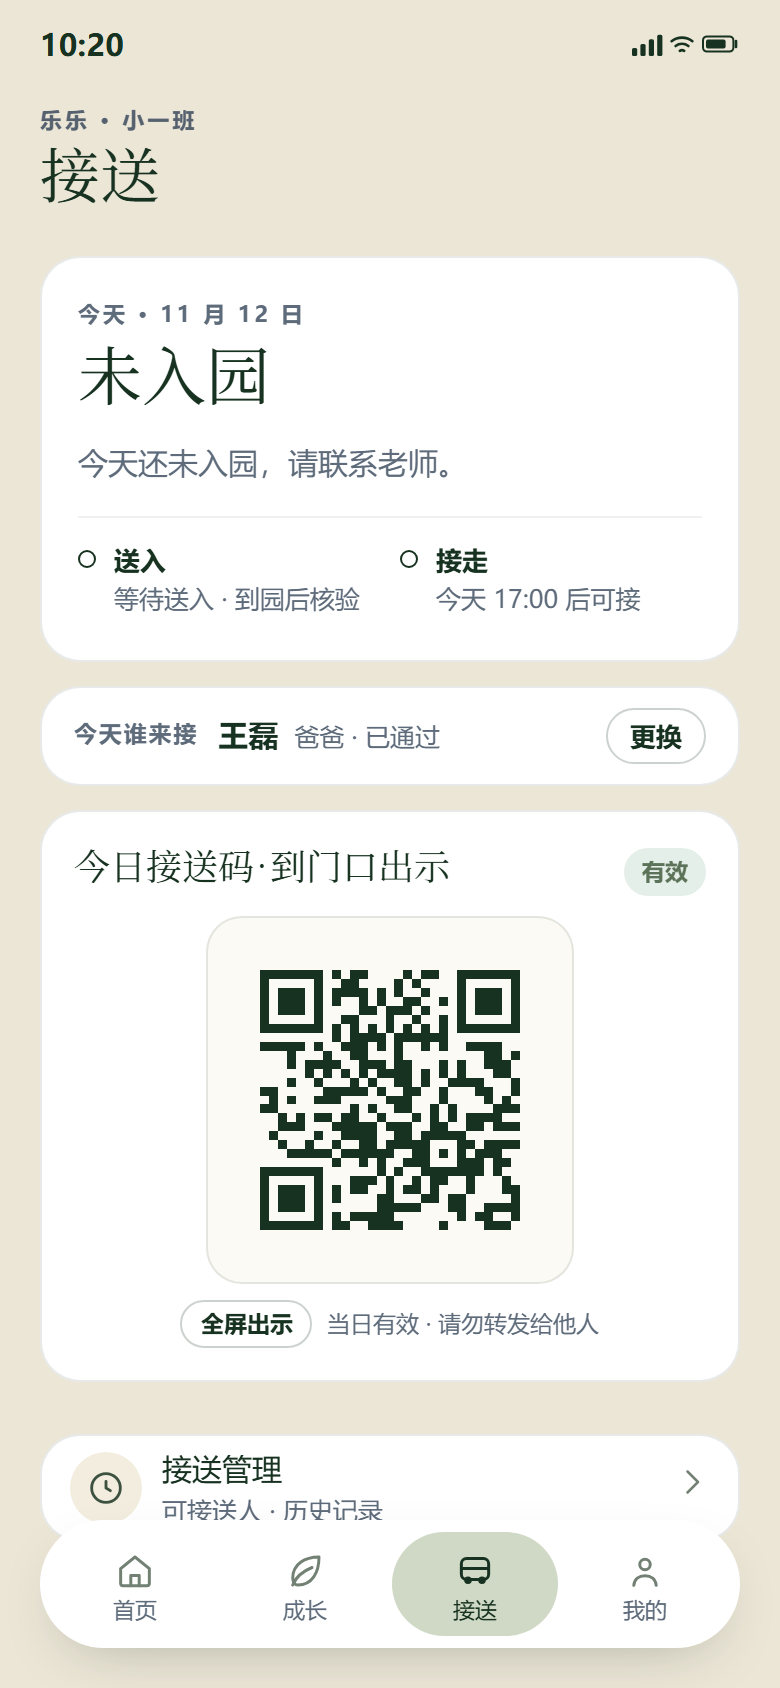 10:20
乐乐 · 小一班
接送
今天 · 11 月 12 日
未入园
今天还未入园，请联系老师。
送入
等待送入 · 到园后核验
接走
今天 17:00 后可接
今天谁来接 王磊 爸爸 · 已通过 更换
今日接送码·到门口出示
有效
全屏出示 当日有效 · 请勿转发给他人
接送管理
可接送人 · 历史记录
首页
成长
接送
我的